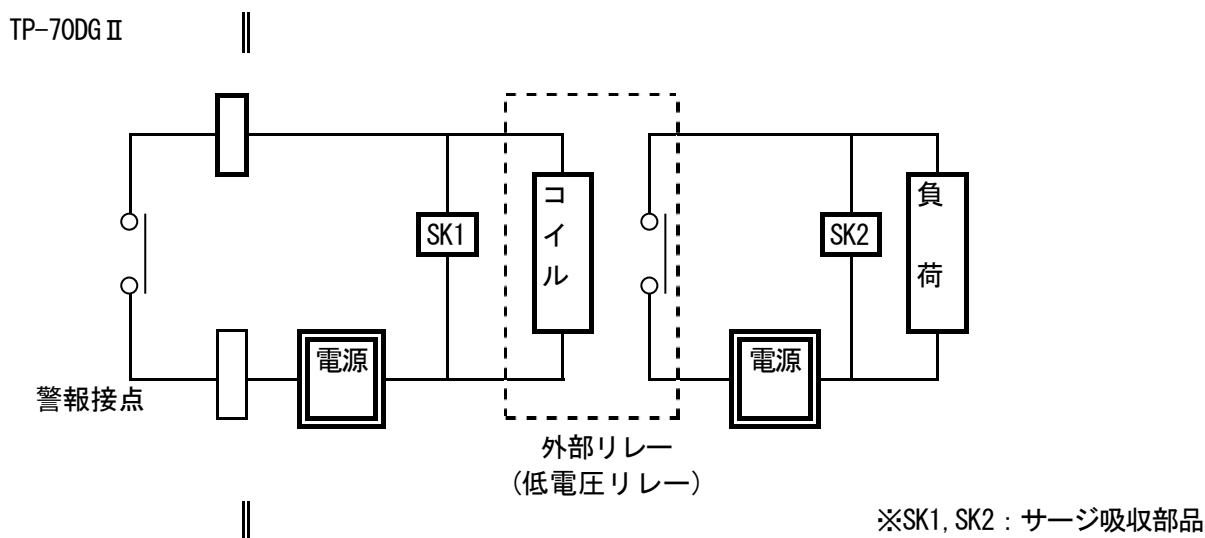 TP-70DGⅡ
コイル
負荷
SK1
SK2
電源
電源
警報接点
外部リレー
(低電圧リレー)
※SK1,SK2:サージ吸収部品